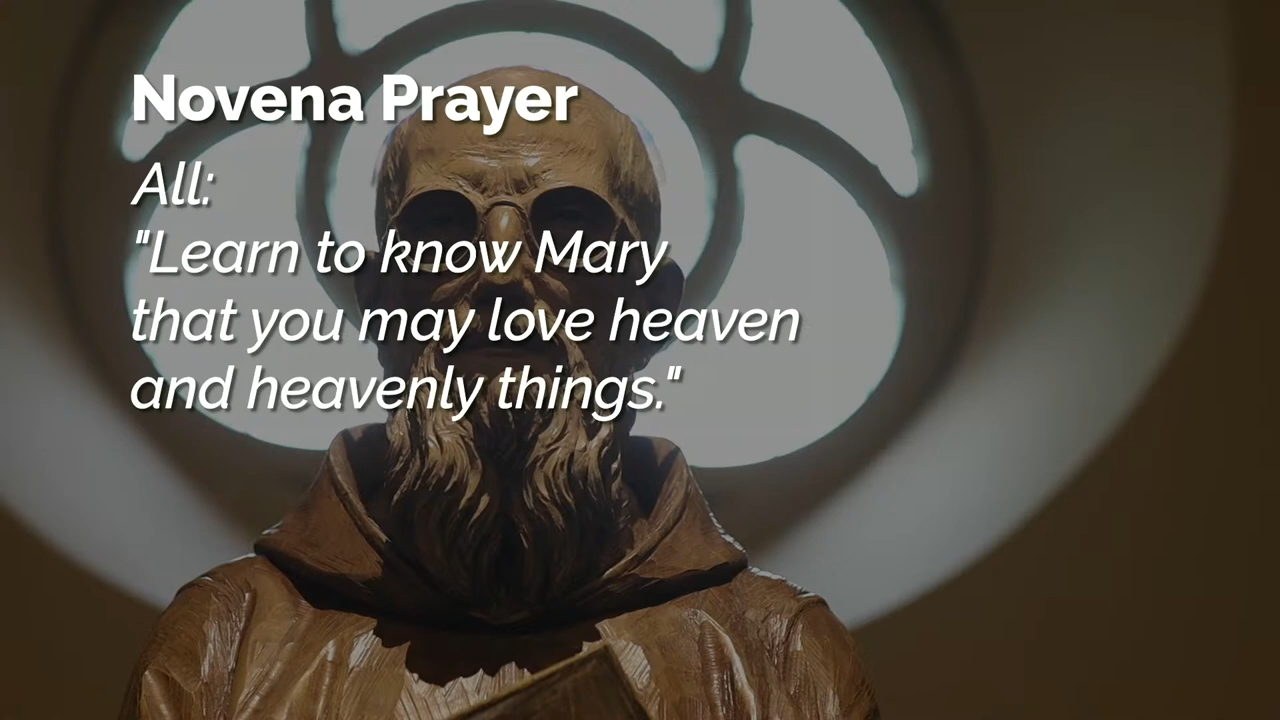 Novena Prayer
All:
"Learn to know Mary
that you may love heaven
and heavenly things."